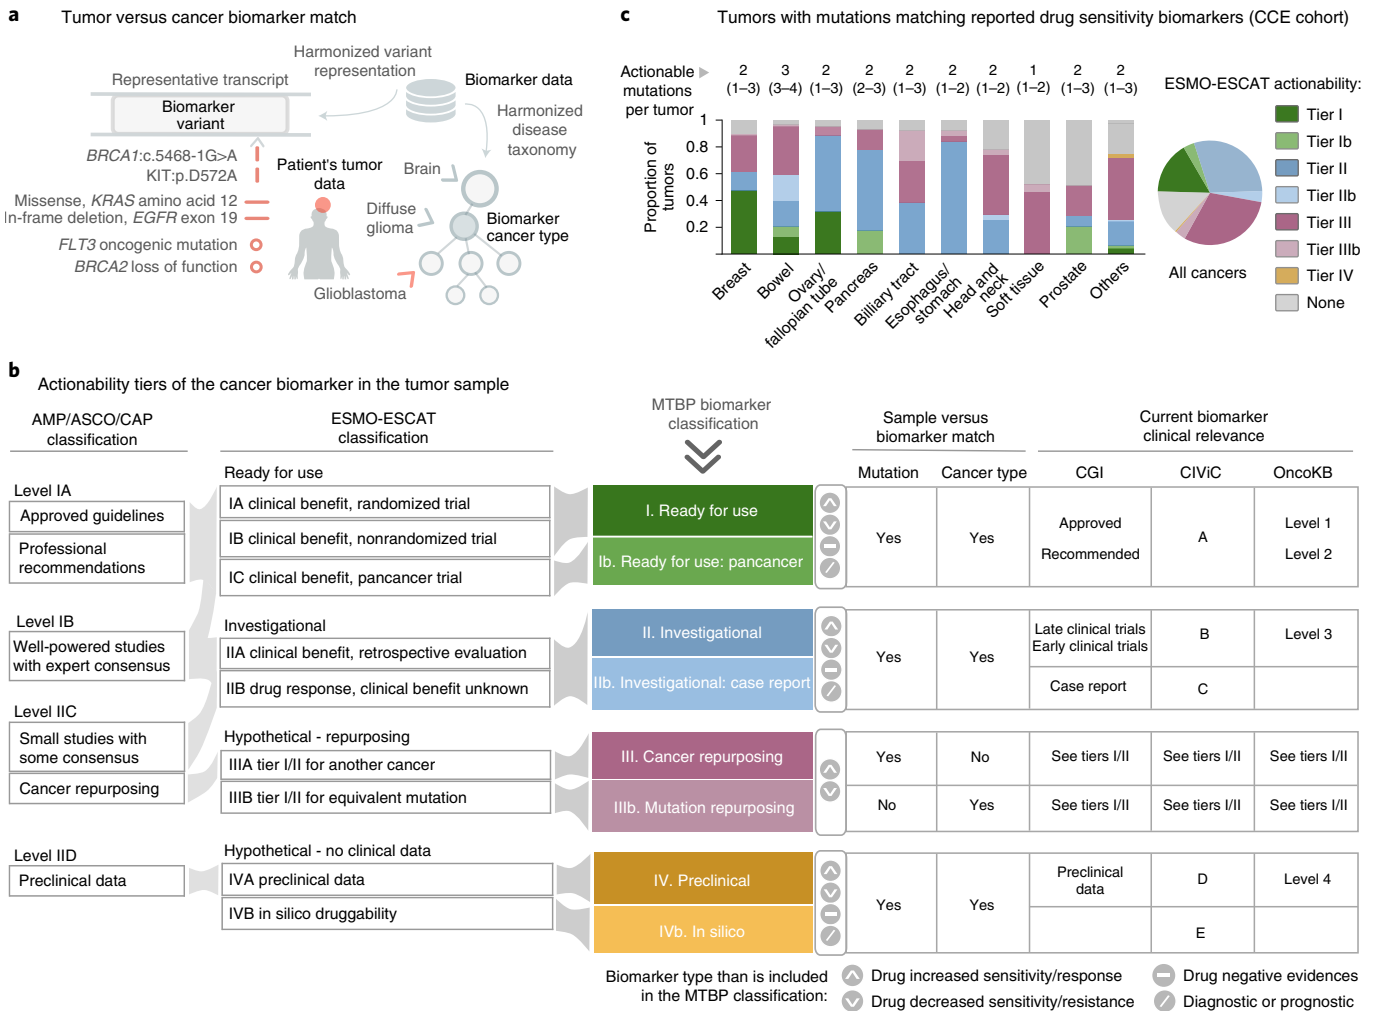 a
Tumor versus cancer biomarker match
Harmonized variant
representation
Representative transcript
Biomarker
variant
Biomarker data
Harmonized
disease
taxonomy
BRCA1:c.5468-1G>A
KIT:p.D572A
Missense, KRAS amino acid 12
In-frame deletion, EGFR exon 19
FLT3 oncogenic mutation
BRCA2 loss of function
Patient's tumor
data
Brain
Diffuse
glioma
Glioblastoma
Biomarker
cancer type
c
Tumors with mutations matching reported drug sensitivity biomarkers (CCE cohort)
Actionable
mutations
per tumor
2 3 2 2 2 2 2 1 2 2
(1–3) (3–4) (1–3) (2–3) (1–3) (1–2) (1–2) (1–2) (1–3) (1–3)
Proportion of
tumors
1
0.8
0.6
0.4
0.2
Breast
Bowel
Ovary/
fallopian tube
Pancreas
Billiary tract
Esophagus/
stomach
Head and
neck
Soft tissue
Prostate
Others
All cancers
ESMO-ESCAT actionability:
Tier I
Tier Ib
Tier II
Tier IIb
Tier III
Tier IIIb
Tier IV
None
b
Actionability tiers of the cancer biomarker in the tumor sample
AMP/ASCO/CAP
classification
Level IA
Approved guidelines
Professional
recommendations
Level IB
Well-powered studies
with expert consensus
Level IIC
Small studies with
some consensus
Cancer repurposing
Level IID
Preclinical data
ESMO-ESCAT
classification
Ready for use
IA clinical benefit, randomized trial
IB clinical benefit, nonrandomized trial
IC clinical benefit, pancancer trial
Investigational
IIA clinical benefit, retrospective evaluation
IIB drug response, clinical benefit unknown
Hypothetical - repurposing
IIIA tier I/II for another cancer
IIIB tier I/II for equivalent mutation
Hypothetical - no clinical data
IVA preclinical data
IVB in silico druggability
MTBP biomarker
classification
I. Ready for use
Ib. Ready for use: pancancer
II. Investigational
IIb. Investigational: case report
III. Cancer repurposing
IIIb. Mutation repurposing
IV. Preclinical
IVb. In silico
Sample versus
biomarker match
Current biomarker
clinical relevance
Mutation Cancer type CGI CIViC OncoKB
Yes Yes
Approved
Recommended
A
Level 1
Level 2
Yes Yes
Late clinical trials
Early clinical trials
B
Level 3
Case report C
Yes No See tiers I/II See tiers I/II See tiers I/II
No Yes See tiers I/II See tiers I/II See tiers I/II
Yes Yes
Preclinical
data
D
Level 4
E
Biomarker type than is included
in the MTBP classification:
Drug increased sensitivity/response
Drug decreased sensitivity/resistance
Drug negative evidences
Diagnostic or prognostic